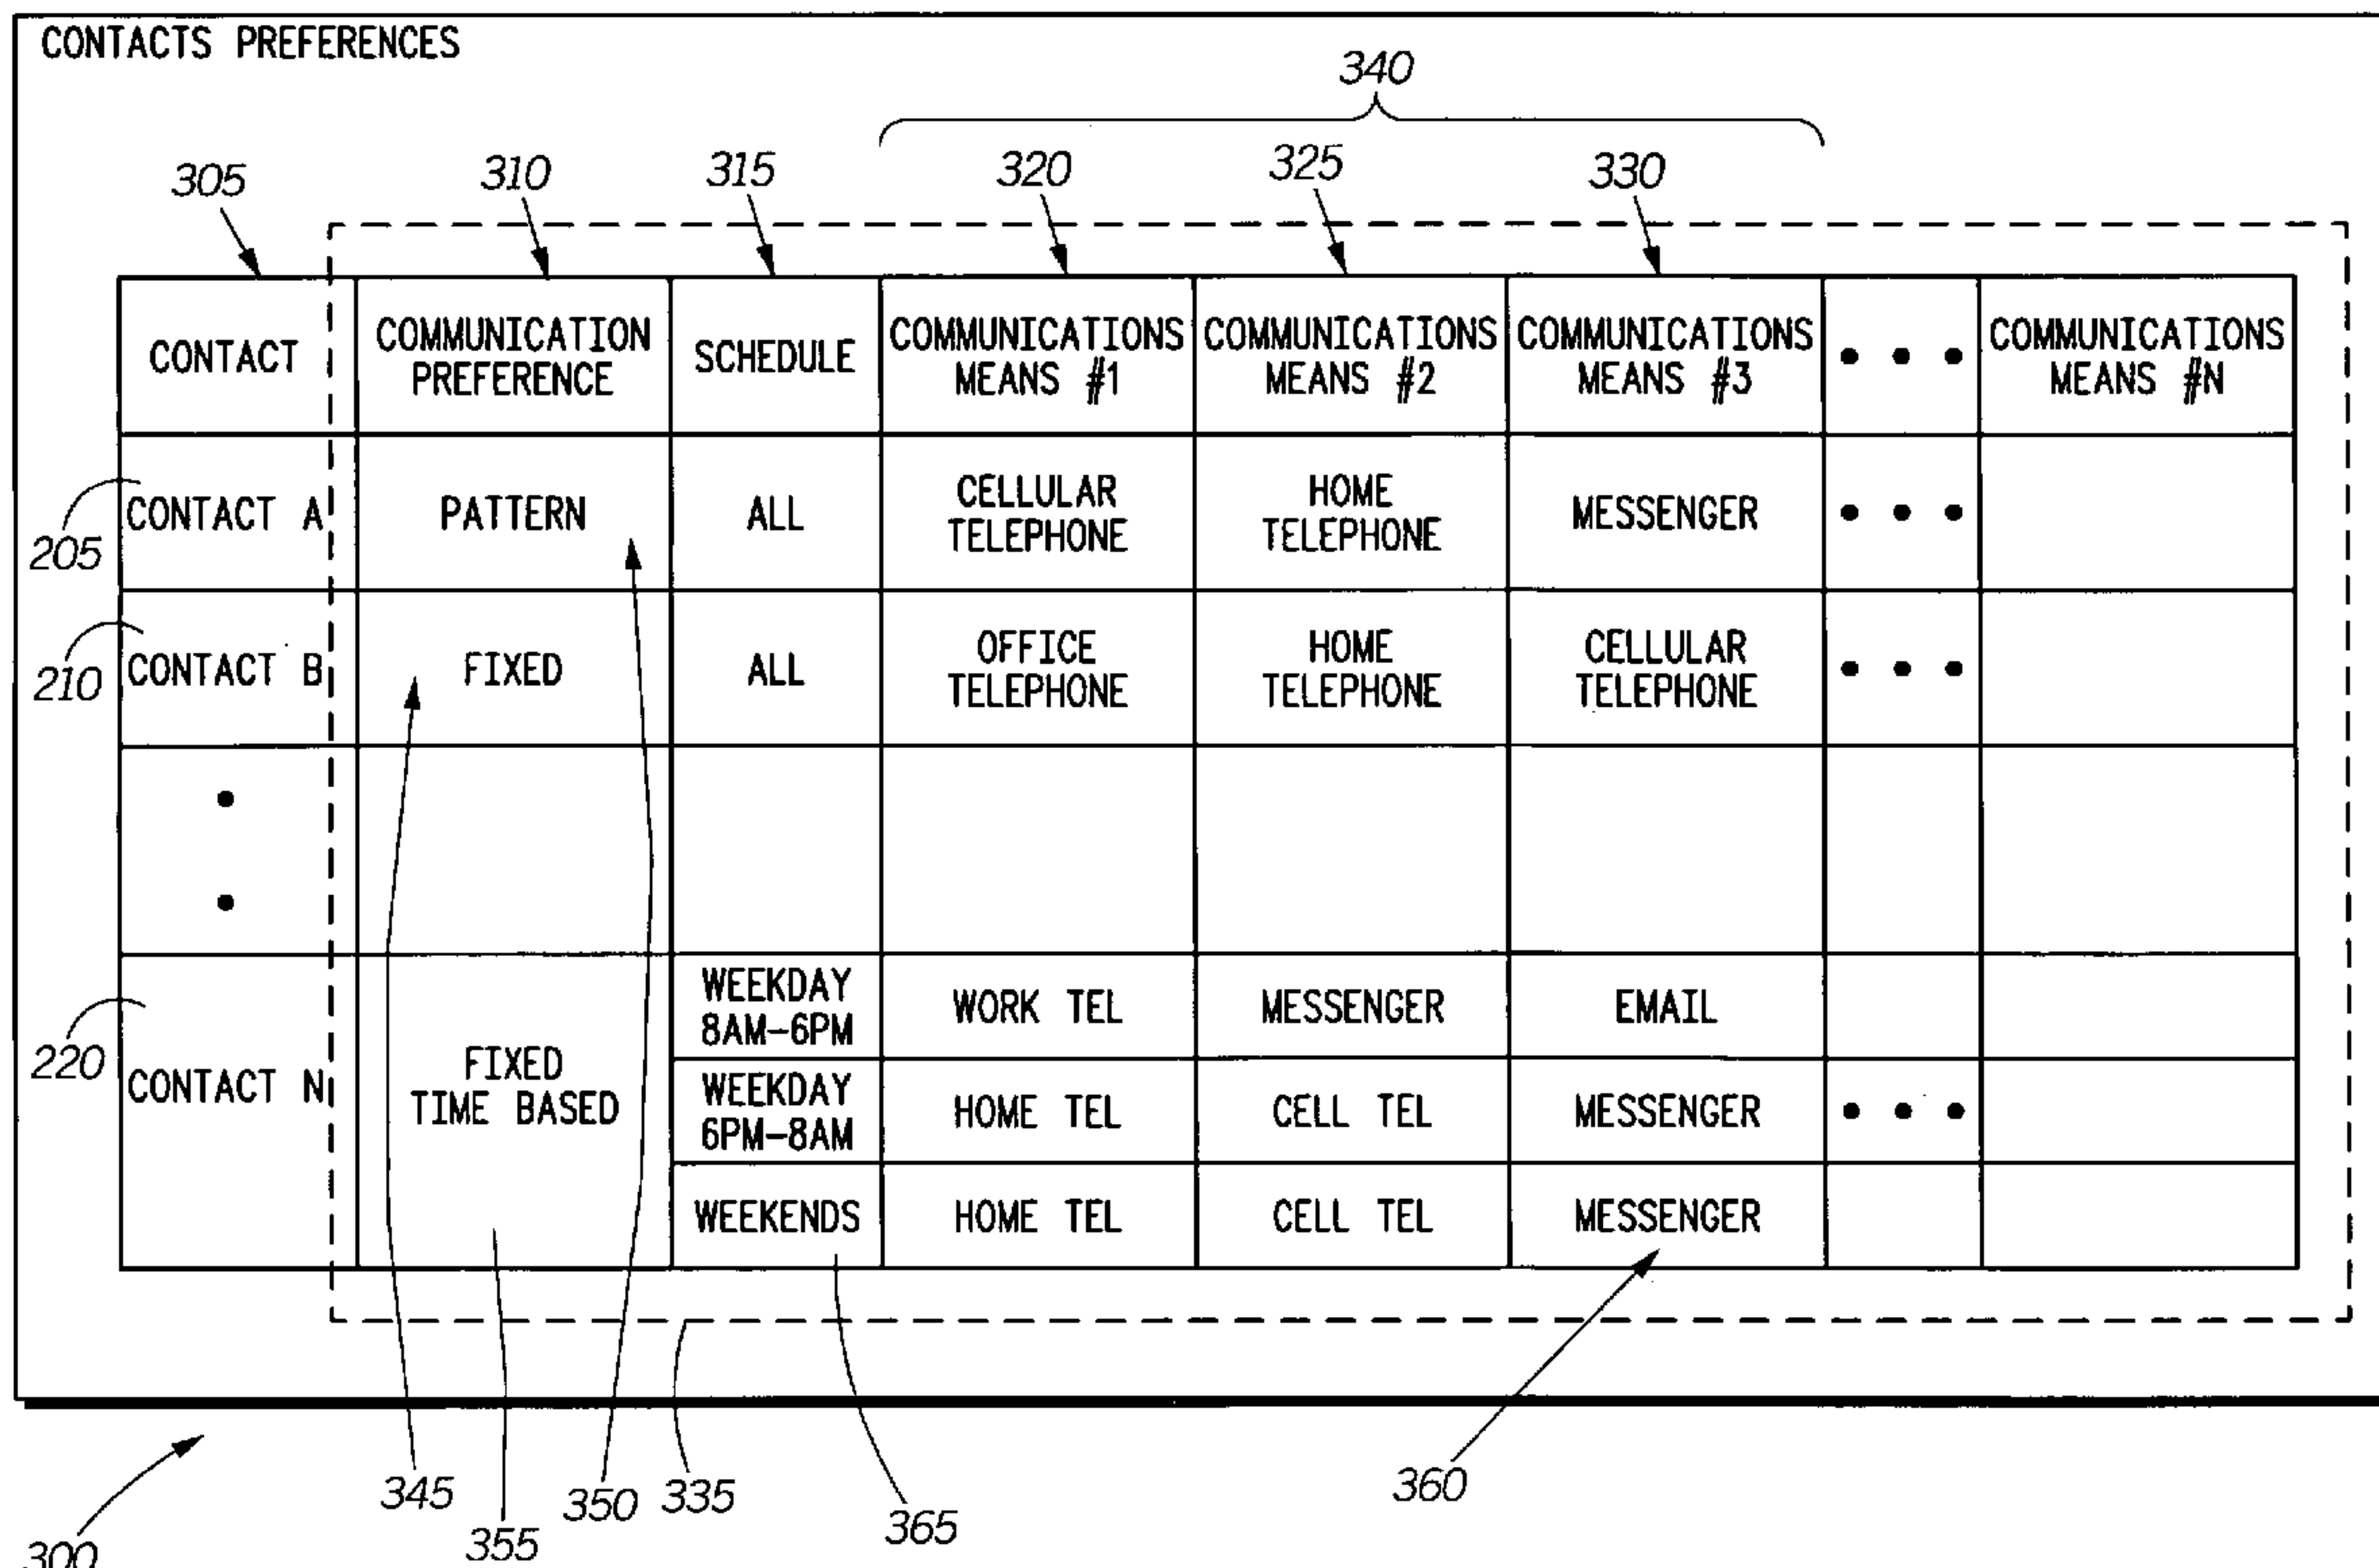 CONTACTS PREFERENCES
340
305 310 315 320 325 330
CONTACT
COMMUNICATION
PREFERENCE
SCHEDULE
COMMUNICATIONS
MEANS #1
COMMUNICATIONS
MEANS #2
COMMUNICATIONS
MEANS #3
• • •
COMMUNICATIONS
MEANS #N
205
CONTACT A
PATTERN
ALL
CELLULAR
TELEPHONE
HOME
TELEPHONE
MESSENGER
• • •
210
CONTACT B
FIXED
ALL
OFFICE
TELEPHONE
HOME
TELEPHONE
CELLULAR
TELEPHONE
• • •
•
•
220
CONTACT N
FIXED
TIME BASED
WEEKDAY
8AM-6PM
WORK TEL
MESSENGER
EMAIL
WEEKDAY
6PM-8AM
HOME TEL
CELL TEL
MESSENGER
• • •
WEEKENDS
HOME TEL
CELL TEL
MESSENGER
345 355 350 335 365 360
300